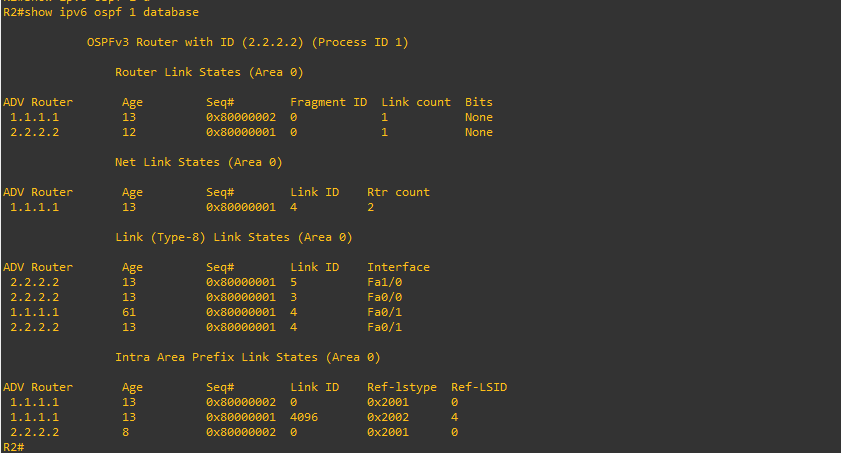 R2#show ipv6 ospf 1 database
OSPFv3 Router with ID (2.2.2.2) (Process ID 1)
Router Link States (Area 0)
ADV Router Age Seq# Fragment ID Link count Bits
1.1.1.1 13 0x80000002 0 1 None
2.2.2.2 12 0x80000001 0 1 None
Net Link States (Area 0)
ADV Router Age Seq# Link ID Rtr count
1.1.1.1 13 0x80000001 4 2
Link (Type-8) Link States (Area 0)
ADV Router Age Seq# Link ID Interface
2.2.2.2 13 0x80000001 5 Fa1/0
2.2.2.2 13 0x80000001 3 Fa0/0
1.1.1.1 61 0x80000001 4 Fa0/1
2.2.2.2 13 0x80000001 4 Fa0/1
Intra Area Prefix Link States (Area 0)
ADV Router Age Seq# Link ID Ref-lstype Ref-LSID
1.1.1.1 13 0x80000002 0 0x2001 0
1.1.1.1 13 0x80000001 4096 0x2002 4
2.2.2.2 8 0x80000002 0 0x2001 0
R2#